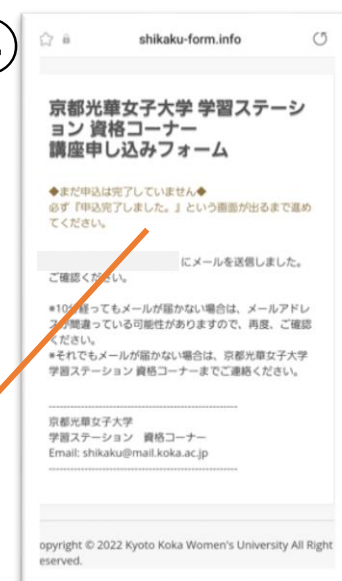 shikaku-form.info
京都光華女子大学 学習ステーシ
ョン 資格コーナー
講座申し込みフォーム
◆まだ申込は完了していません◆
必ず『申込完了しました。』という画面が出るまで進め
てください。
にメールを送信しました。
ご確認ください。
*10分経ってもメールが届かない場合は、メールアドレ
スが間違っている可能性がありますので、再度、ご確認
ください。
*それでもメールが届かない場合は、京都光華女子大学
学習ステーション 資格コーナーまでご連絡ください。
京都光華女子大学
学習ステーション 資格コーナー
Email: shikaku@mail.koka.ac.jp
opyright © 2022 Kyoto Koka Women's University All Right
eserved.